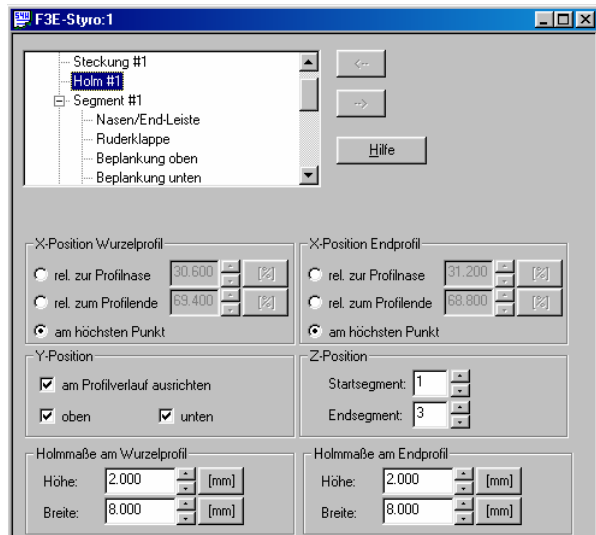 F3E-Styro:1
Steckung #1
Holm #1
Segment #1
Nasen/End-Leiste
Ruderklappe
Beplankung oben
Beplankung unten
<--
-->
Hilfe
X-Position Wurzelprofil
rel. zur Profilnase 30.600 [%]
rel. zum Profilende 69.400 [%]
am höchsten Punkt
X-Position Endprofil
rel. zur Profilnase 31.200 [%]
rel. zum Profilende 68.800 [%]
am höchsten Punkt
Y-Position
am Profilverlauf ausrichten
oben unten
Z-Position
Startsegment: 1
Endsegment: 3
Holmmaße am Wurzelprofil
Höhe: 2.000 [mm]
Breite: 8.000 [mm]
Holmmaße am Endprofil
Höhe: 2.000 [mm]
Breite: 8.000 [mm]